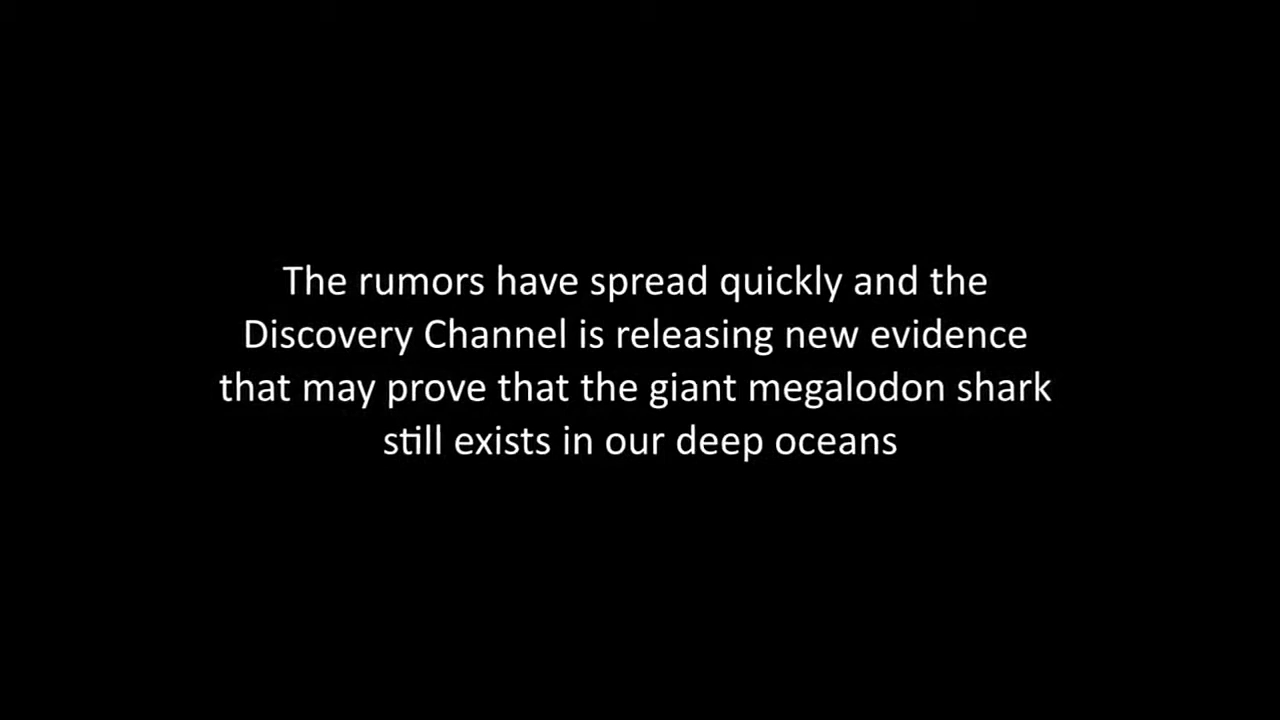 The rumors have spread quickly and the
Discovery Channel is releasing new evidence
that may prove that the giant megalodon shark
still exists in our deep oceans